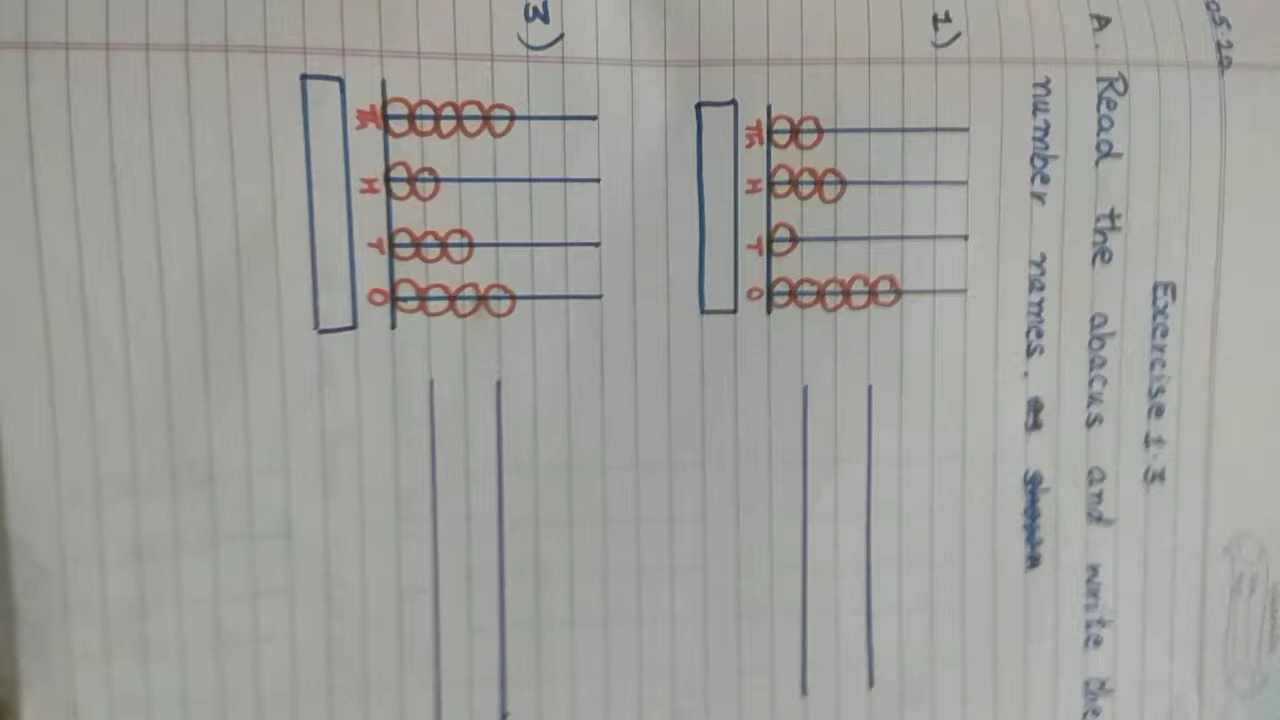 Exercise 1.3
A. Read the abacus and write the
number names.
1)
Th H T O
3)
Th H T O